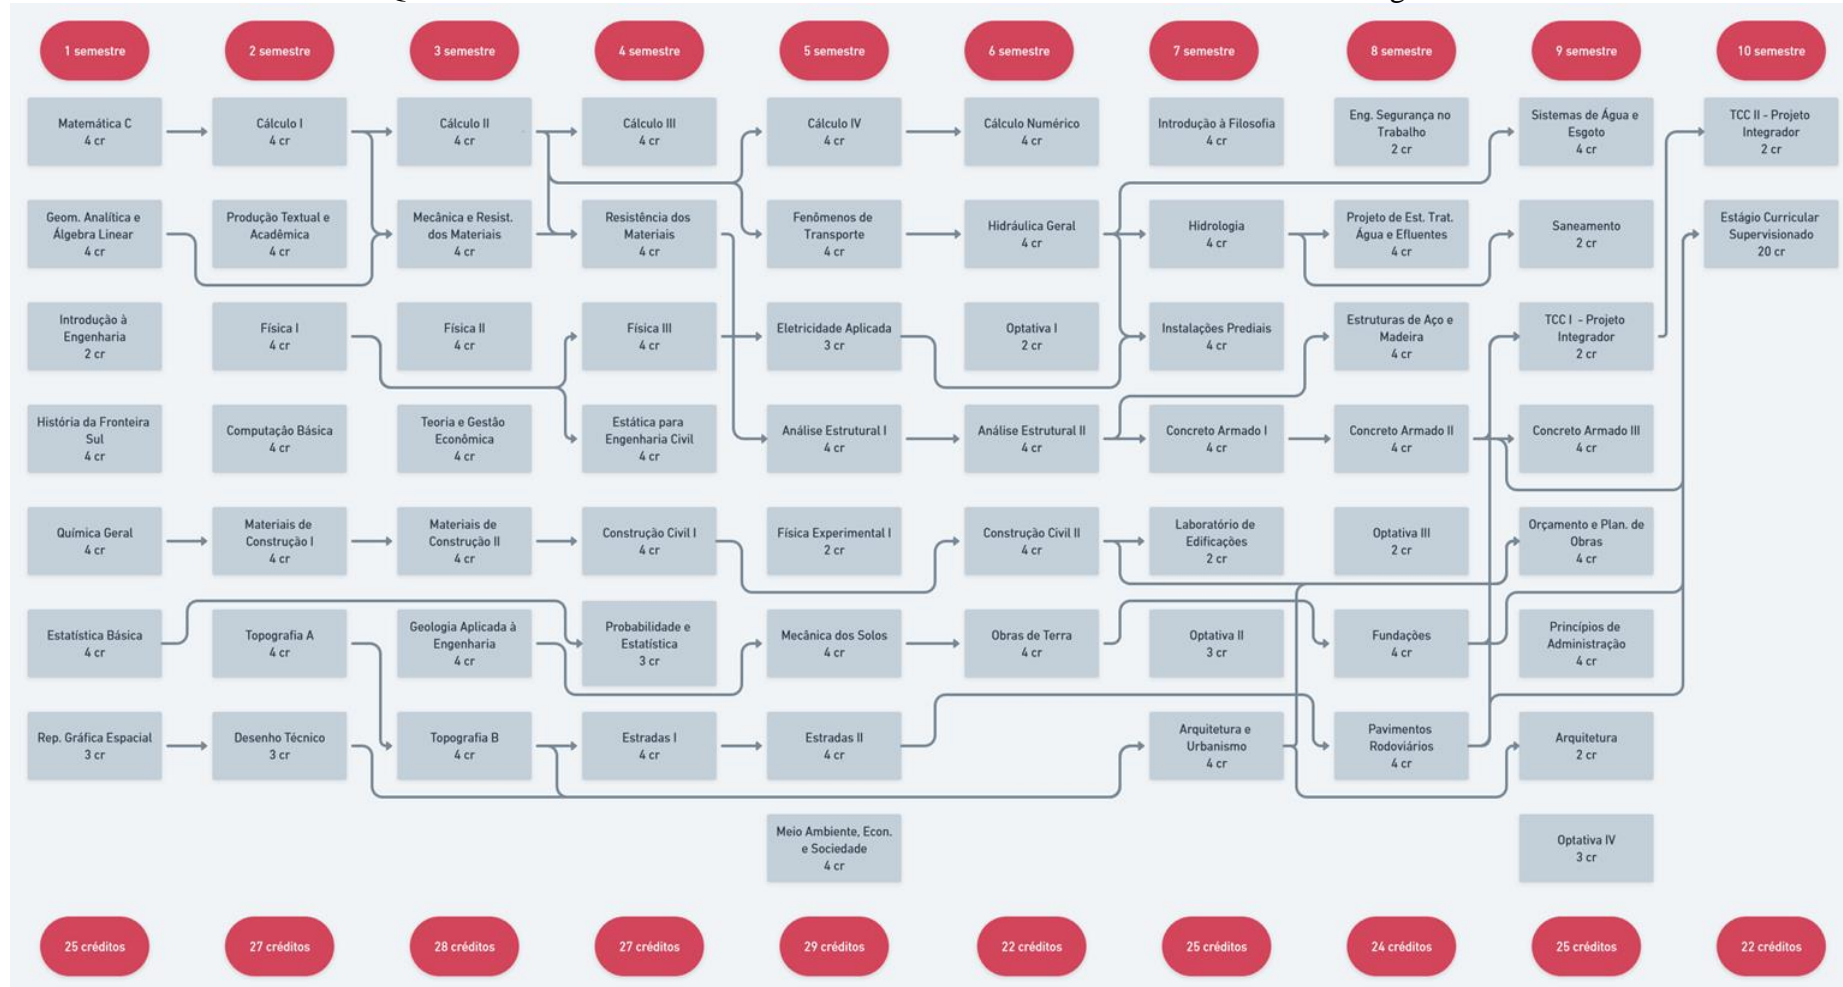 1 semestre
2 semestre
3 semestre
4 semestre
5 semestre
6 semestre
7 semestre
8 semestre
9 semestre
10 semestre
Matemática C
4 cr
Cálculo I
4 cr
Cálculo II
4 cr
Cálculo III
4 cr
Cálculo IV
4 cr
Cálculo Numérico
4 cr
Introdução à Filosofia
4 cr
Eng. Segurança no
Trabalho
2 cr
Sistemas de Água e
Esgoto
4 cr
TCC II - Projeto
Integrador
2 cr
Geom. Analítica e
Álgebra Linear
4 cr
Produção Textual e
Acadêmica
4 cr
Mecânica e Resist.
dos Materiais
4 cr
Resistência dos
Materiais
4 cr
Fenômenos de
Transporte
4 cr
Hidráulica Geral
4 cr
Hidrologia
4 cr
Projeto de Est. Trat.
Água e Efluentes
4 cr
Saneamento
2 cr
Estágio Curricular
Supervisionado
20 cr
Introdução à
Engenharia
2 cr
Física I
4 cr
Física II
4 cr
Física III
4 cr
Eletricidade Aplicada
3 cr
Optativa I
2 cr
Instalações Prediais
4 cr
Estruturas de Aço e
Madeira
4 cr
TCC I - Projeto
Integrador
2 cr
História da Fronteira
Sul
4 cr
Computação Básica
4 cr
Teoria e Gestão
Econômica
4 cr
Estática para
Engenharia Civil
4 cr
Análise Estrutural I
4 cr
Análise Estrutural II
4 cr
Concreto Armado I
4 cr
Concreto Armado II
4 cr
Concreto Armado III
4 cr
Química Geral
4 cr
Materiais de
Construção I
4 cr
Materiais de
Construção II
4 cr
Construção Civil I
4 cr
Física Experimental I
2 cr
Construção Civil II
4 cr
Laboratório de
Edificações
2 cr
Optativa III
2 cr
Orçamento e Plan. de
Obras
4 cr
Estatística Básica
4 cr
Topografia A
4 cr
Geologia Aplicada à
Engenharia
4 cr
Probabilidade e
Estatística
3 cr
Mecânica dos Solos
4 cr
Obras de Terra
4 cr
Optativa II
3 cr
Fundações
4 cr
Princípios de
Administração
4 cr
Rep. Gráfica Espacial
3 cr
Desenho Técnico
3 cr
Topografia B
4 cr
Estradas I
4 cr
Estradas II
4 cr
Arquitetura e
Urbanismo
4 cr
Pavimentos
Rodoviários
4 cr
Arquitetura
2 cr
Meio Ambiente, Econ.
e Sociedade
4 cr
Optativa IV
3 cr
25 créditos
27 créditos
28 créditos
27 créditos
29 créditos
22 créditos
25 créditos
24 créditos
25 créditos
22 créditos